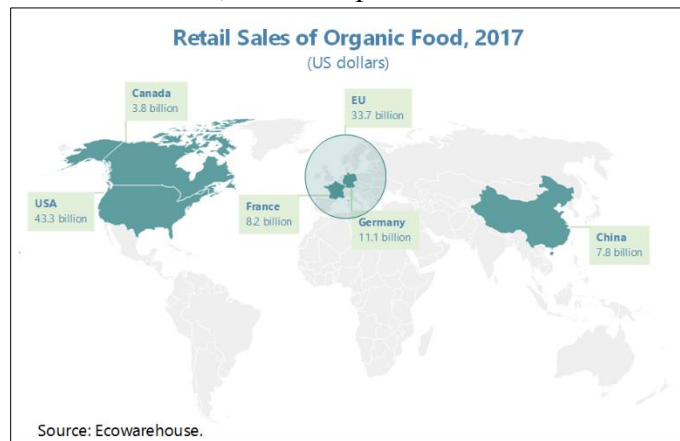 Retail Sales of Organic Food, 2017
(US dollars)
Canada
3.8 billion
EU
33.7 billion
USA
43.3 billion
France
8.2 billion
Germany
11.1 billion
China
7.8 billion
Source: Ecowarehouse.